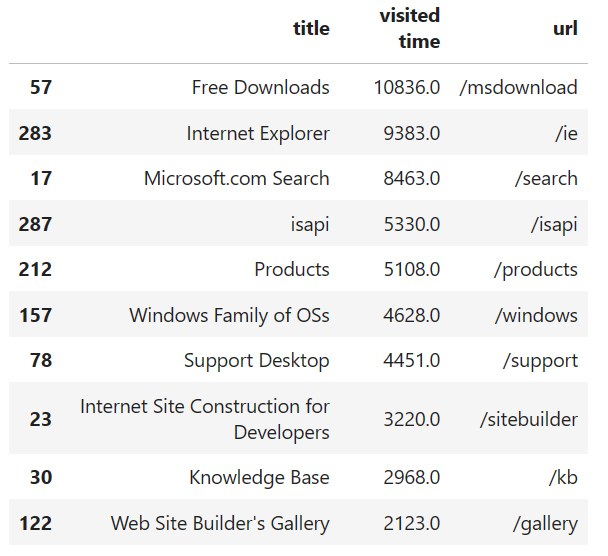 title visited time url
57 Free Downloads 10836.0 /msdownload
283 Internet Explorer 9383.0 /ie
17 Microsoft.com Search 8463.0 /search
287 isapi 5330.0 /isapi
212 Products 5108.0 /products
157 Windows Family of OSs 4628.0 /windows
78 Support Desktop 4451.0 /support
23 Internet Site Construction for Developers 3220.0 /sitebuilder
30 Knowledge Base 2968.0 /kb
122 Web Site Builder's Gallery 2123.0 /gallery